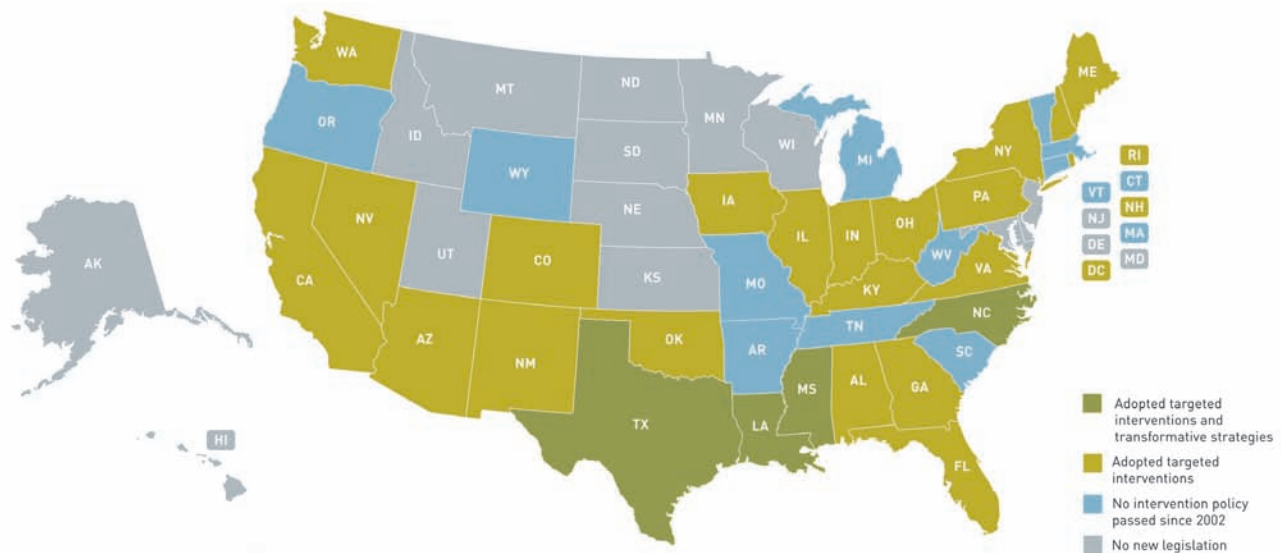 WA
MT
ND
MN
ME
OR
ID
SD
WI
MI
NY
RI
WY
VT
CT
NE
IA
PA
NJ
NH
NV
UT
CO
IL
IN
OH
DE
MA
AK
CA
KS
MO
WV
VA
DC
MD
KY
AZ
NM
OK
AR
TN
NC
SC
HI
TX
LA
MS
AL
GA
FL
Adopted targeted
interventions and
transformative strategies
Adopted targeted
interventions
No intervention policy
passed since 2002
No new legislation